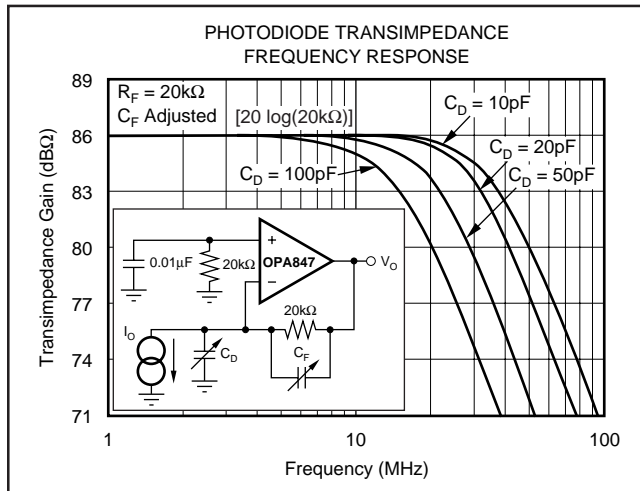 PHOTODIODE TRANSIMPEDANCE
FREQUENCY RESPONSE
Transimpedance Gain (dBΩ)
89
86
83
80
77
74
71
R_F = 20kΩ
C_F Adjusted
[20 log(20kΩ)]
C_D = 10pF
C_D = 20pF
C_D = 50pF
C_D = 100pF
0.01µF
20kΩ
+
OPA847
−
V_O
20kΩ
I_O
C_D
C_F
1
10
100
Frequency (MHz)